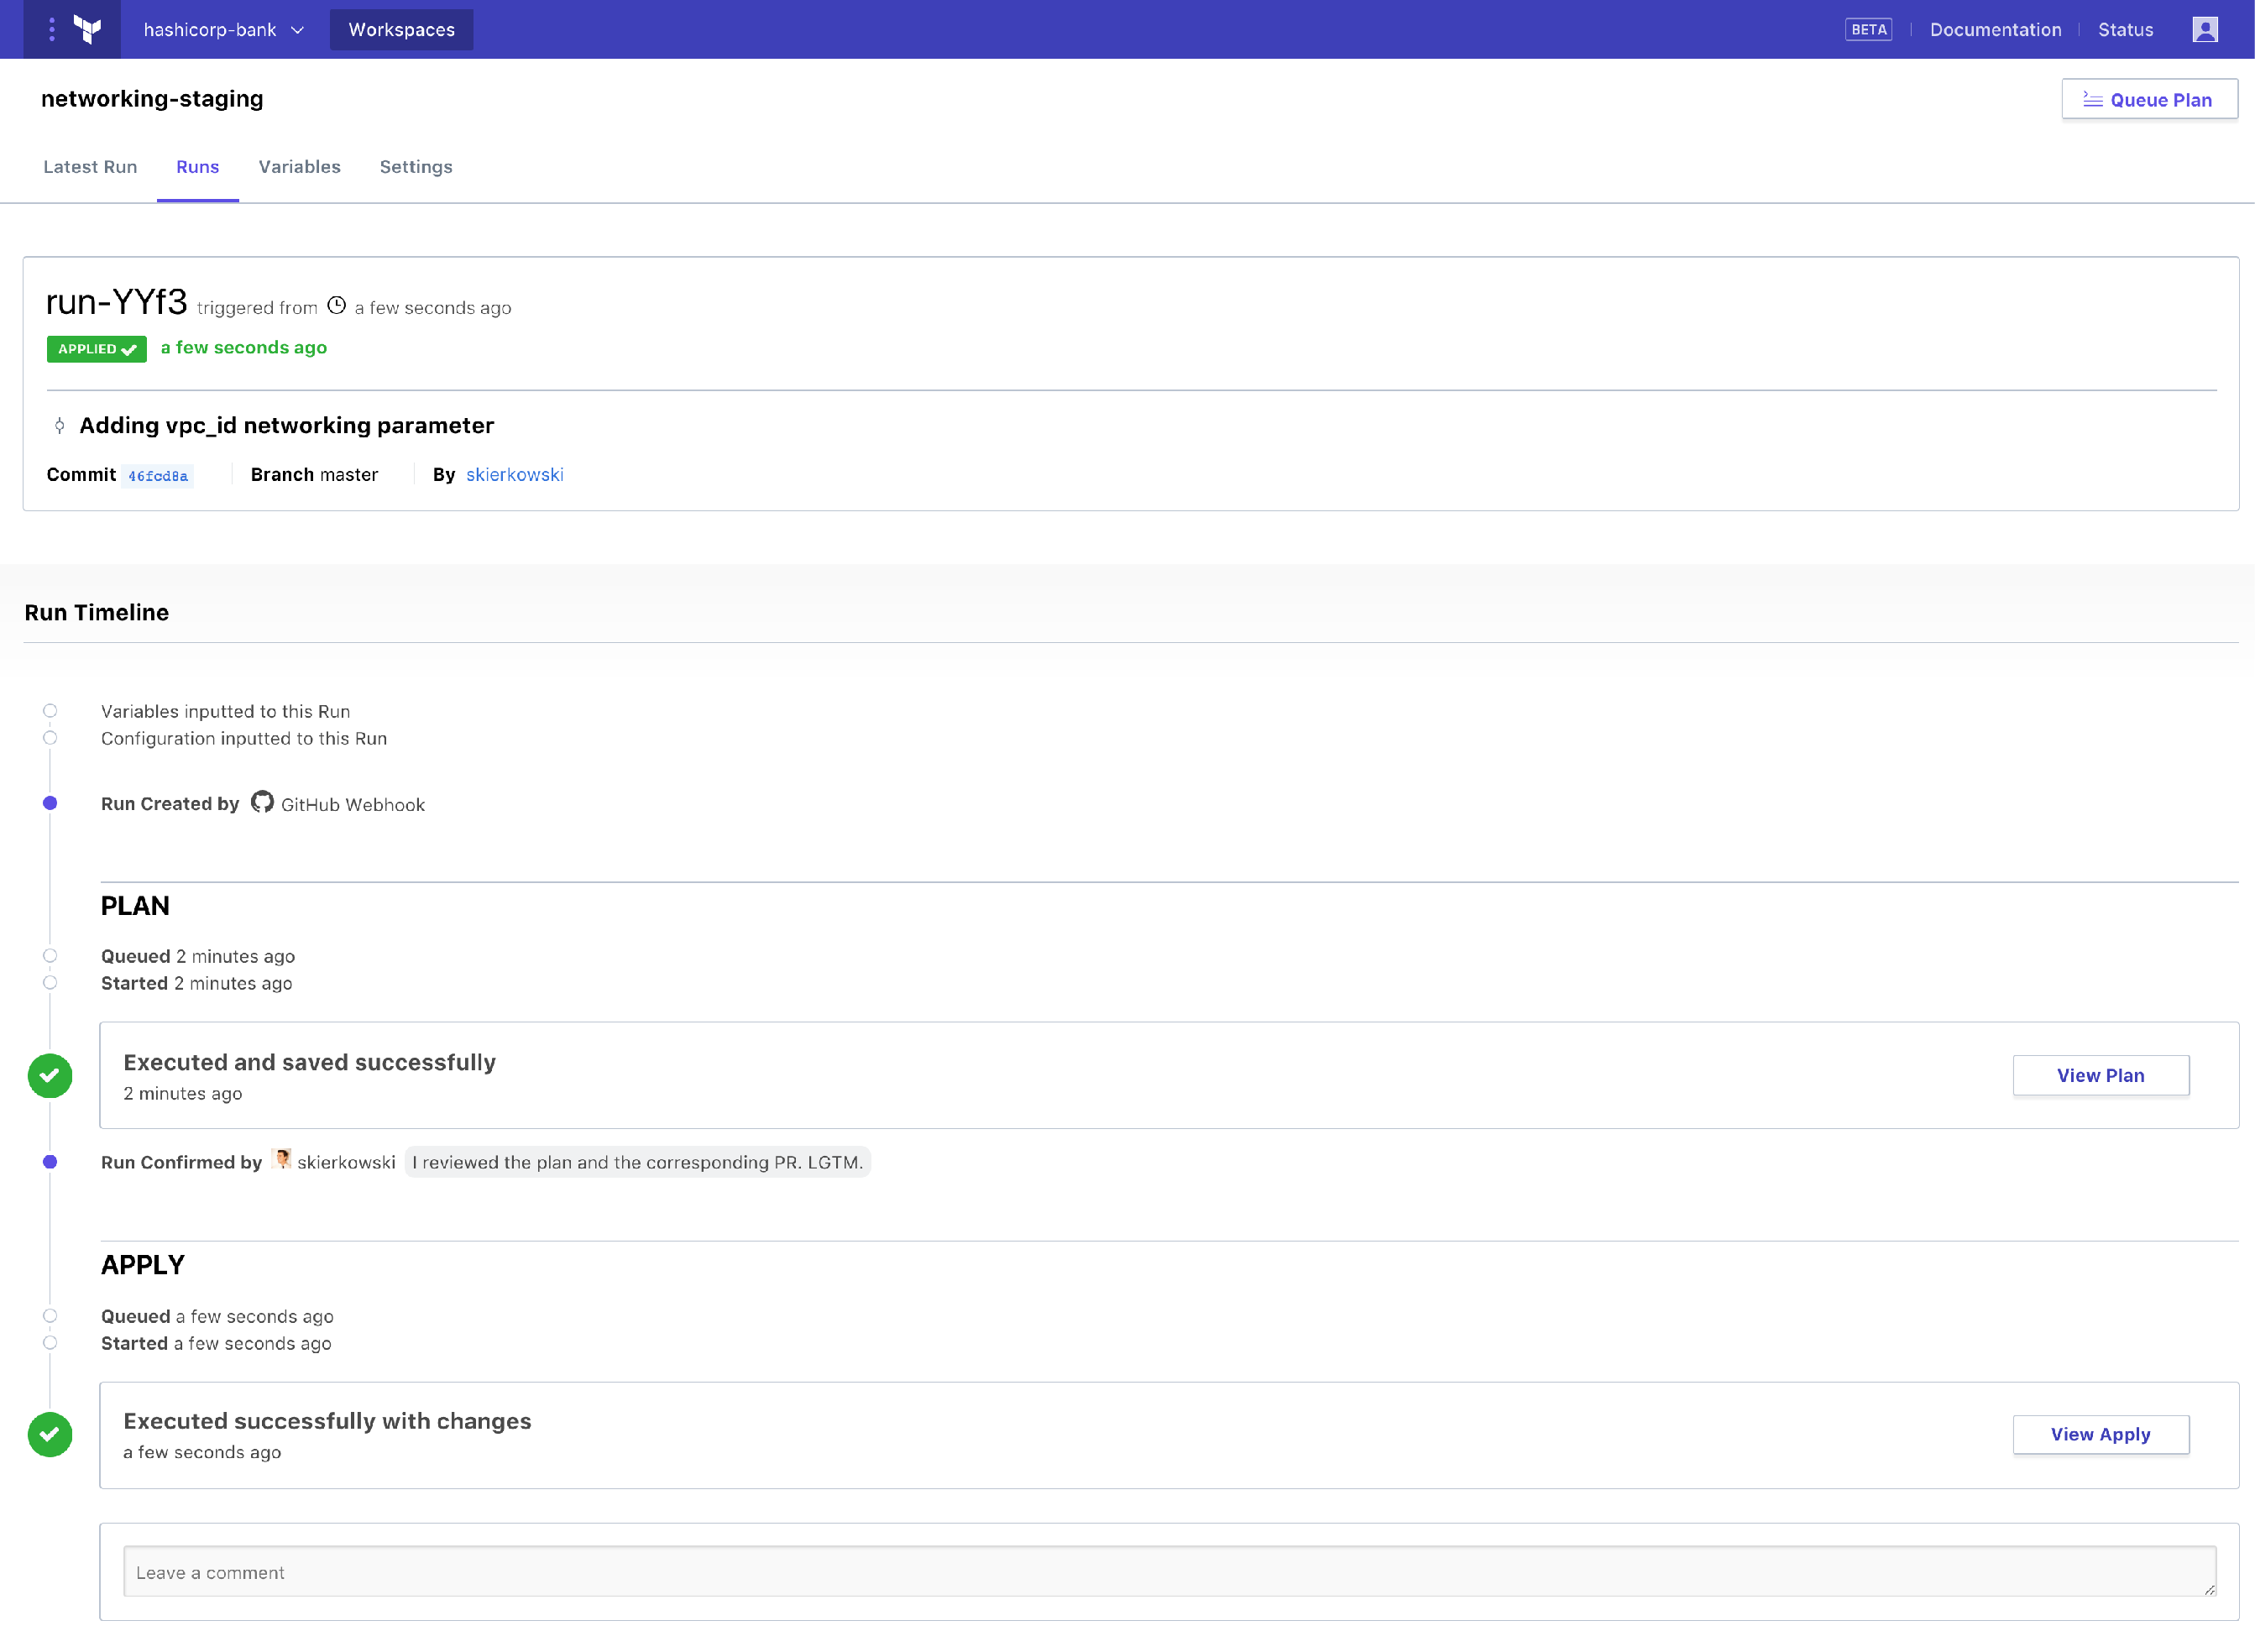 hashicorp-bank Workspaces BETA Documentation Status
networking-staging Queue Plan
Latest Run Runs Variables Settings
run-YYf3 triggered from a few seconds ago
APPLIED a few seconds ago
Adding vpc_id networking parameter
Commit 46fcd8a Branch master By skierkowski
Run Timeline
Variables inputted to this Run
Configuration inputted to this Run
Run Created by GitHub Webhook
PLAN
Queued 2 minutes ago
Started 2 minutes ago
Executed and saved successfully
2 minutes ago
View Plan
Run Confirmed by skierkowski I reviewed the plan and the corresponding PR. LGTM.
APPLY
Queued a few seconds ago
Started a few seconds ago
Executed successfully with changes
a few seconds ago
View Apply
Leave a comment